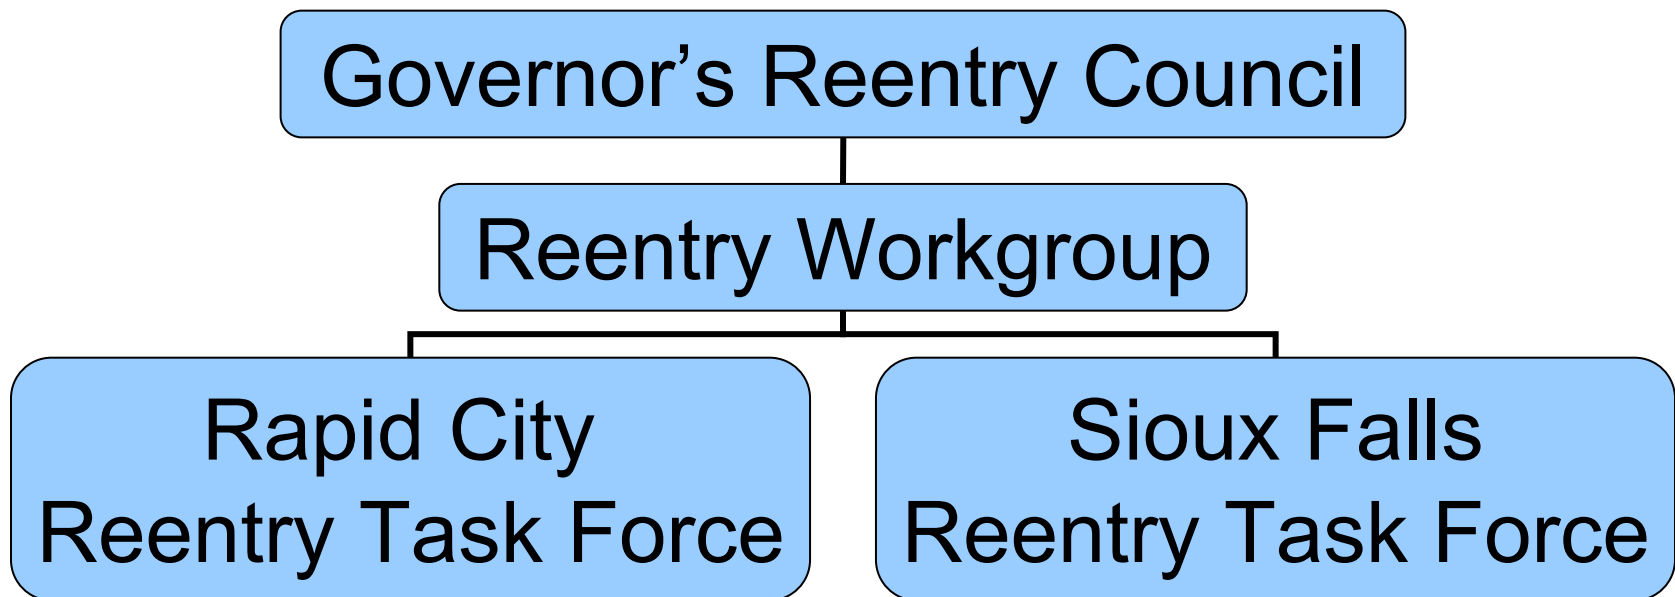 Governor’s Reentry Council
Reentry Workgroup
Rapid City
Reentry Task Force
Sioux Falls
Reentry Task Force